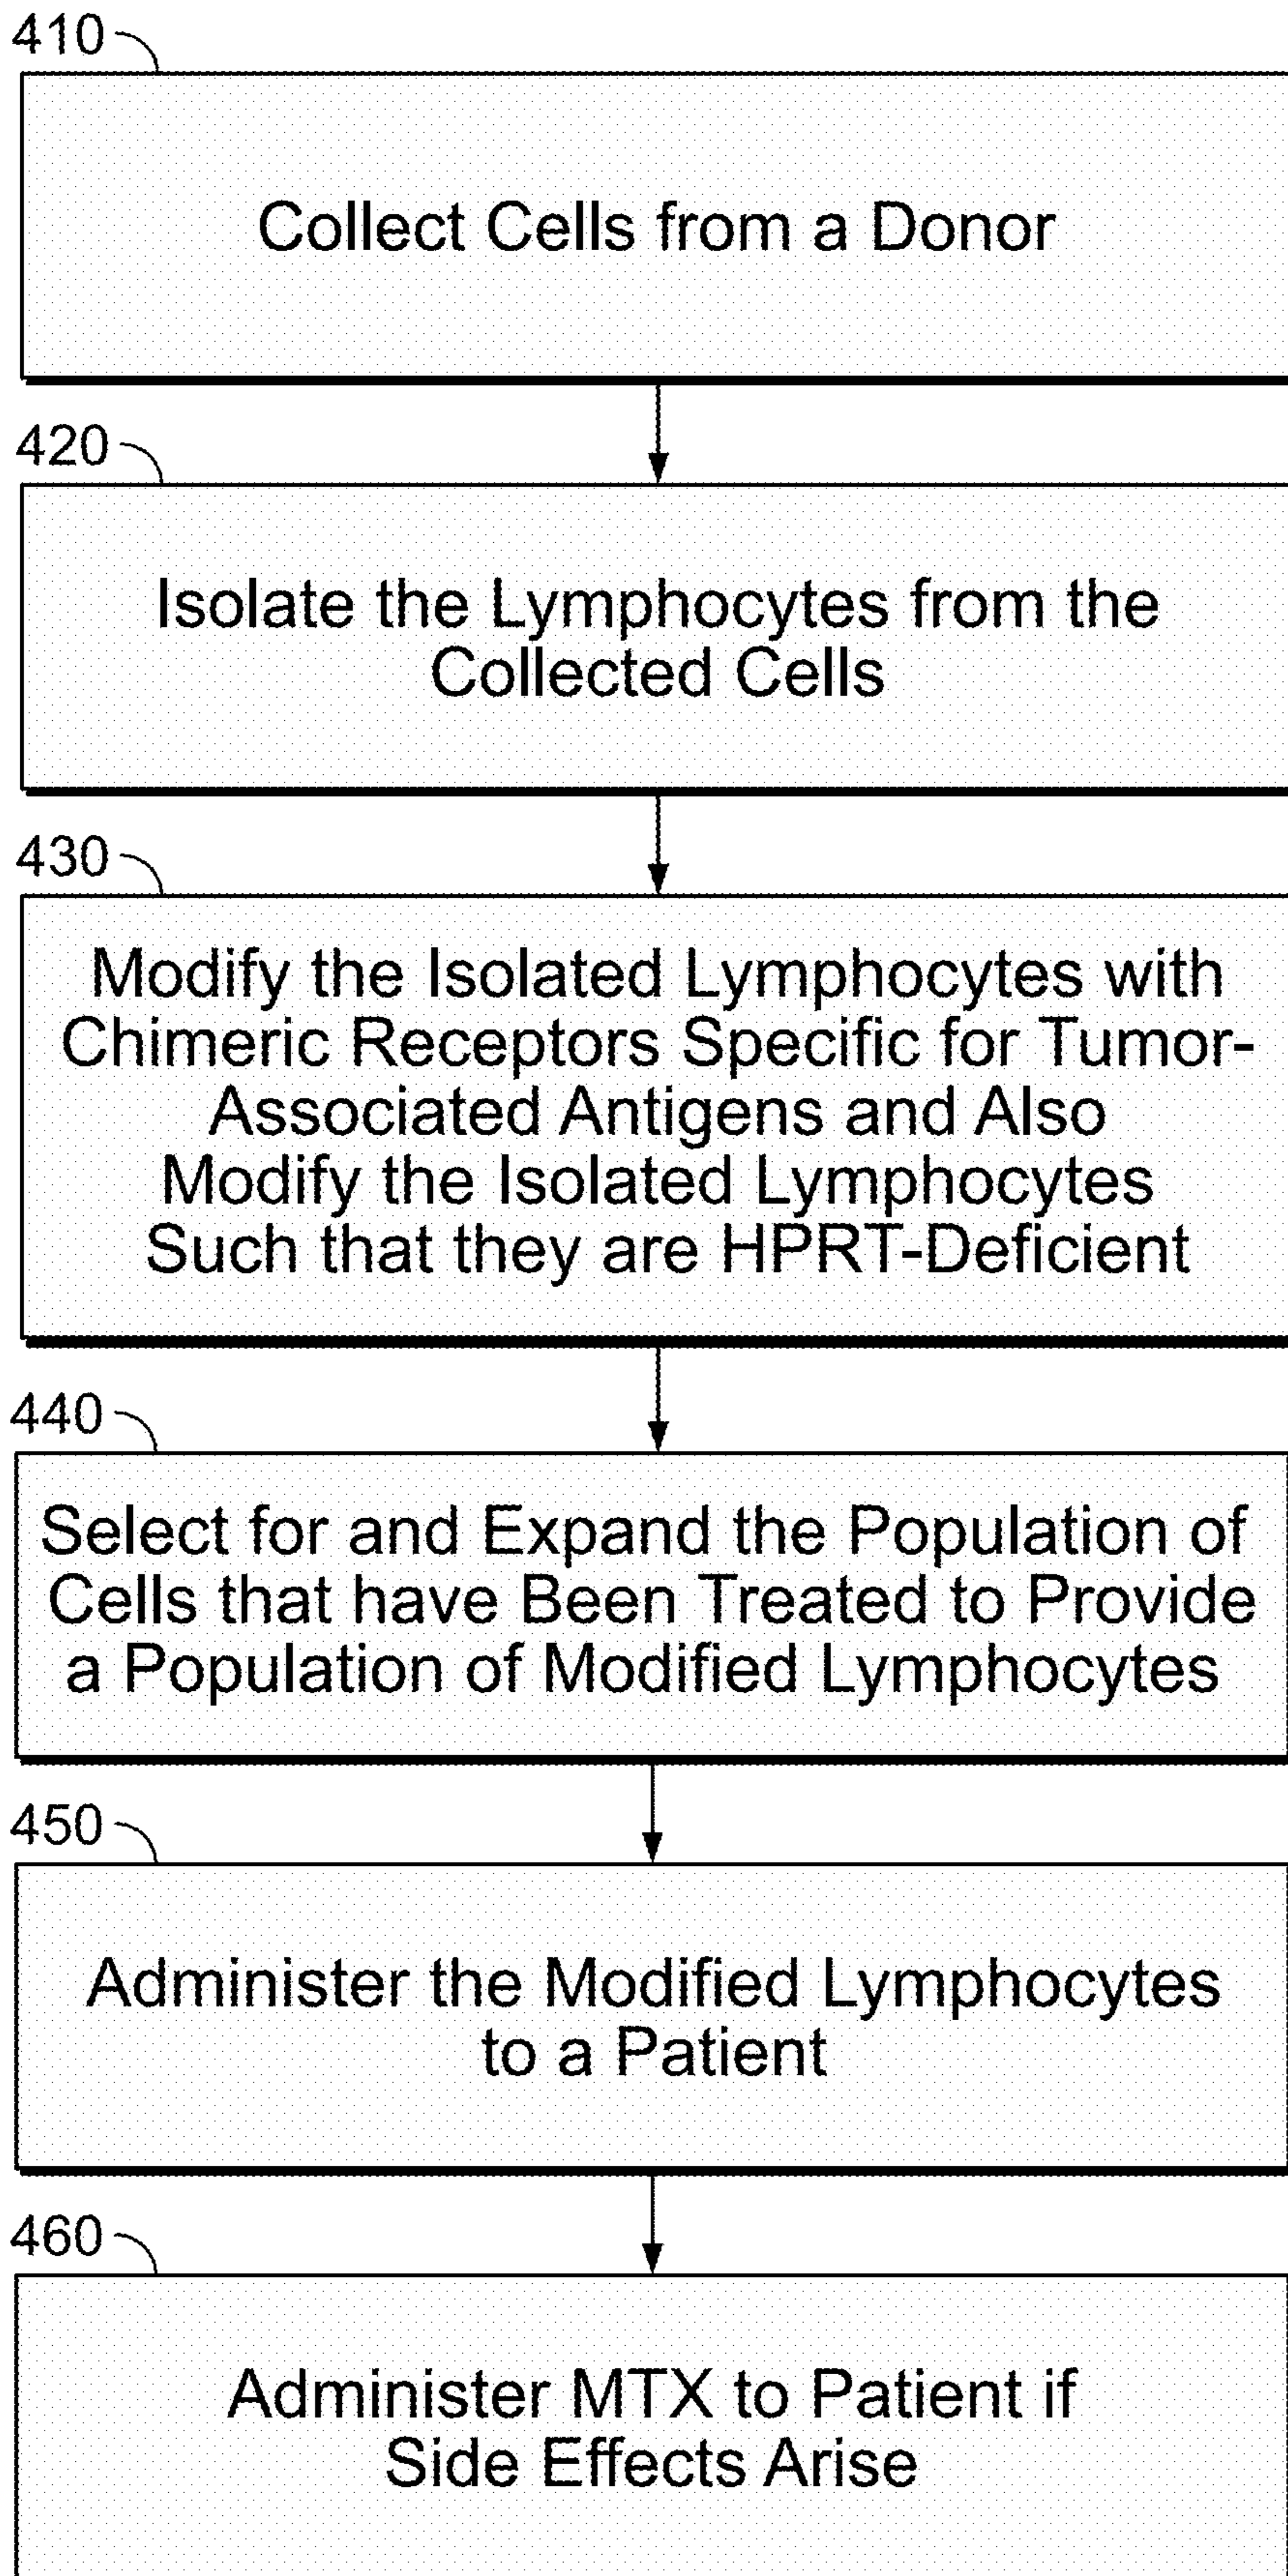 410
Collect Cells from a Donor
420
Isolate the Lymphocytes from the
Collected Cells
430
Modify the Isolated Lymphocytes with
Chimeric Receptors Specific for Tumor-
Associated Antigens and Also
Modify the Isolated Lymphocytes
Such that they are HPRT-Deficient
440
Select for and Expand the Population of
Cells that have Been Treated to Provide
a Population of Modified Lymphocytes
450
Administer the Modified Lymphocytes
to a Patient
460
Administer MTX to Patient if
Side Effects Arise